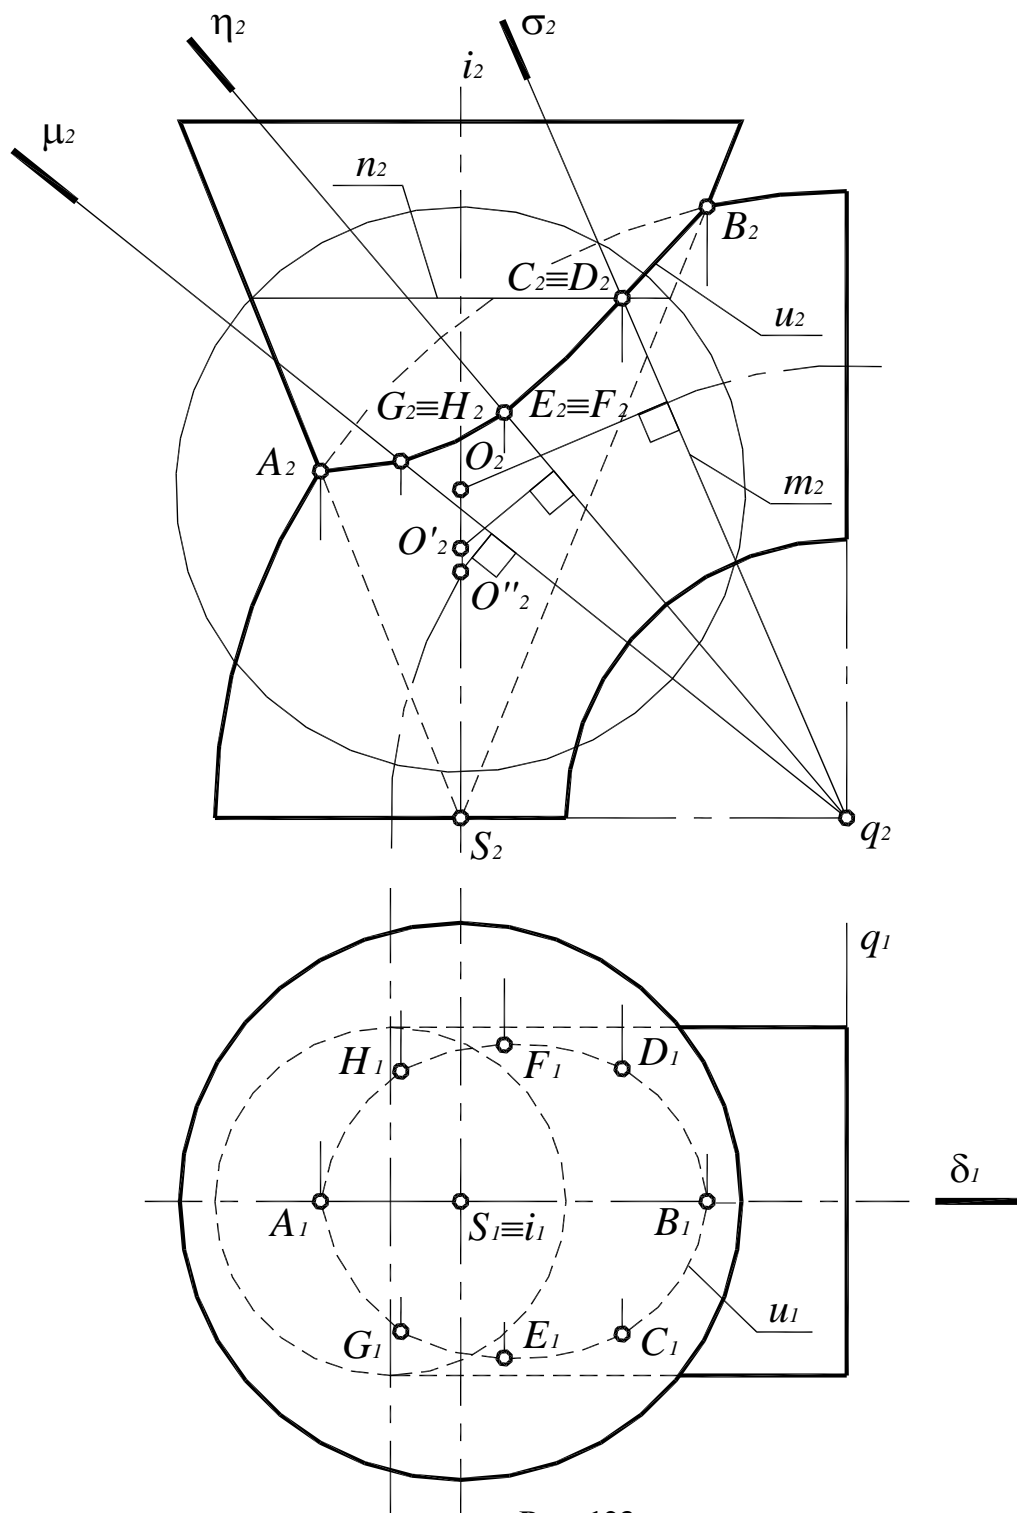 η₂
σ₂
i₂
μ₂
n₂
B₂
C₂≡D₂
u₂
G₂≡H₂
E₂≡F₂
A₂
O₂
m₂
O'₂
O''₂
S₂
q₂
q₁
H₁
F₁
D₁
δ₁
A₁
S₁≡i₁
B₁
u₁
G₁
E₁
C₁